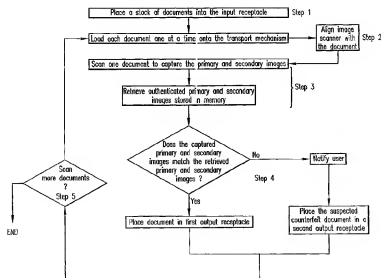 Place a stack of documents into the input receptacle
Step 1
Load each document one at a time onto the transport mechanism
Align image
scanner with
the document
Step 2
Scan one document to capture the primary and secondary images
Step 3
Retrieve authenticated primary and secondary
images stored in memory
Does the captured
primary and secondary
images match the retrieved
primary and secondary
images ?
No
Notify user
Step 4
Yes
Scan
more documents
?
Step 5
END
Place document in first output receptacle
Place the suspected
counterfeit document in a
second output receptacle